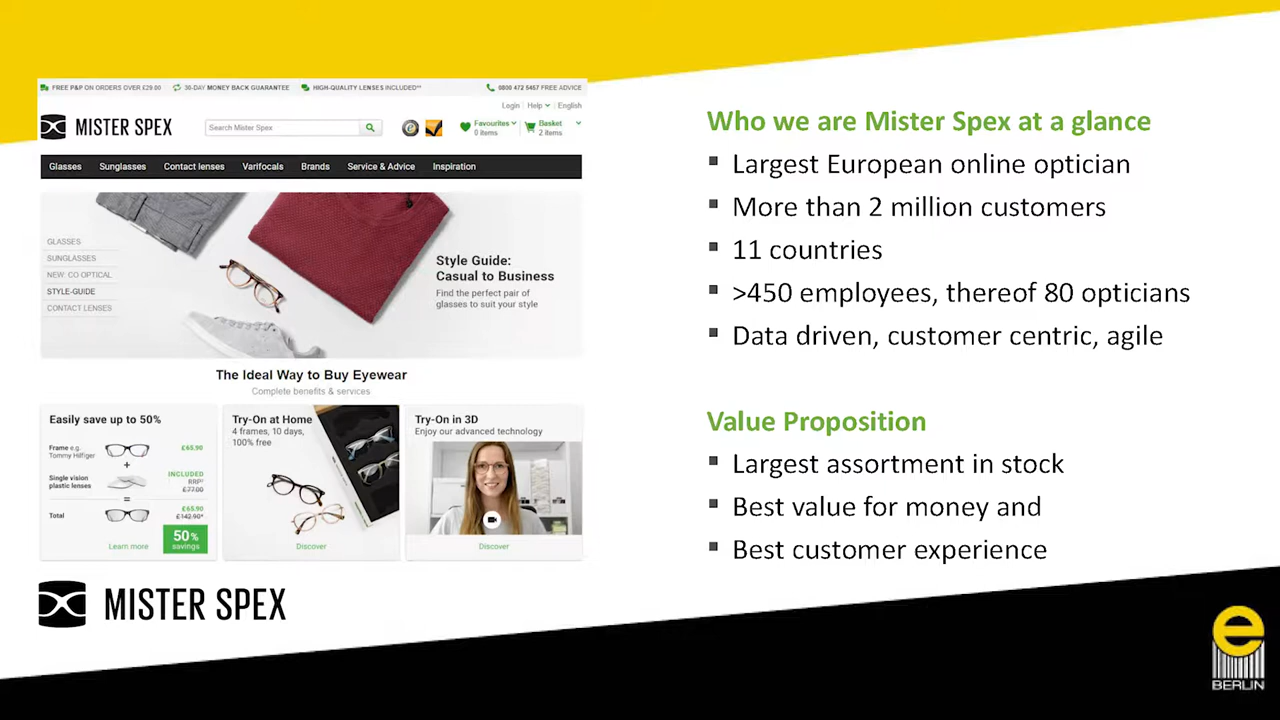 FREE P&P ON ORDERS OVER £29.00 30-DAY MONEY BACK GUARANTEE HIGH-QUALITY LENSES INCLUDED** 0800 472 5457 FREE ADVICE
Login Help English
MISTER SPEX
Search Mister Spex
Favourites
0 items
Basket
2 items
Glasses Sunglasses Contact lenses Varifocals Brands Service & Advice Inspiration
GLASSES
SUNGLASSES
NEW: CO OPTICAL
STYLE-GUIDE
CONTACT LENSES
Style Guide:
Casual to Business
Find the perfect pair of
glasses to suit your style
The Ideal Way to Buy Eyewear
Complete benefits & services
Easily save up to 50%
Frame e.g.
Tommy Hilfiger
£65.90
+
Single vision
plastic lenses
INCLUDED
RRP¹
£77.00
=
Total
£65.90
£142.90*
Learn more
50%
savings
Try-On at Home
4 frames, 10 days,
100% free
Discover
Try-On in 3D
Enjoy our advanced technology
Discover
MISTER SPEX
Who we are Mister Spex at a glance
▪ Largest European online optician
▪ More than 2 million customers
▪ 11 countries
▪ >450 employees, thereof 80 opticians
▪ Data driven, customer centric, agile
Value Proposition
▪ Largest assortment in stock
▪ Best value for money and
▪ Best customer experience
e
BERLIN